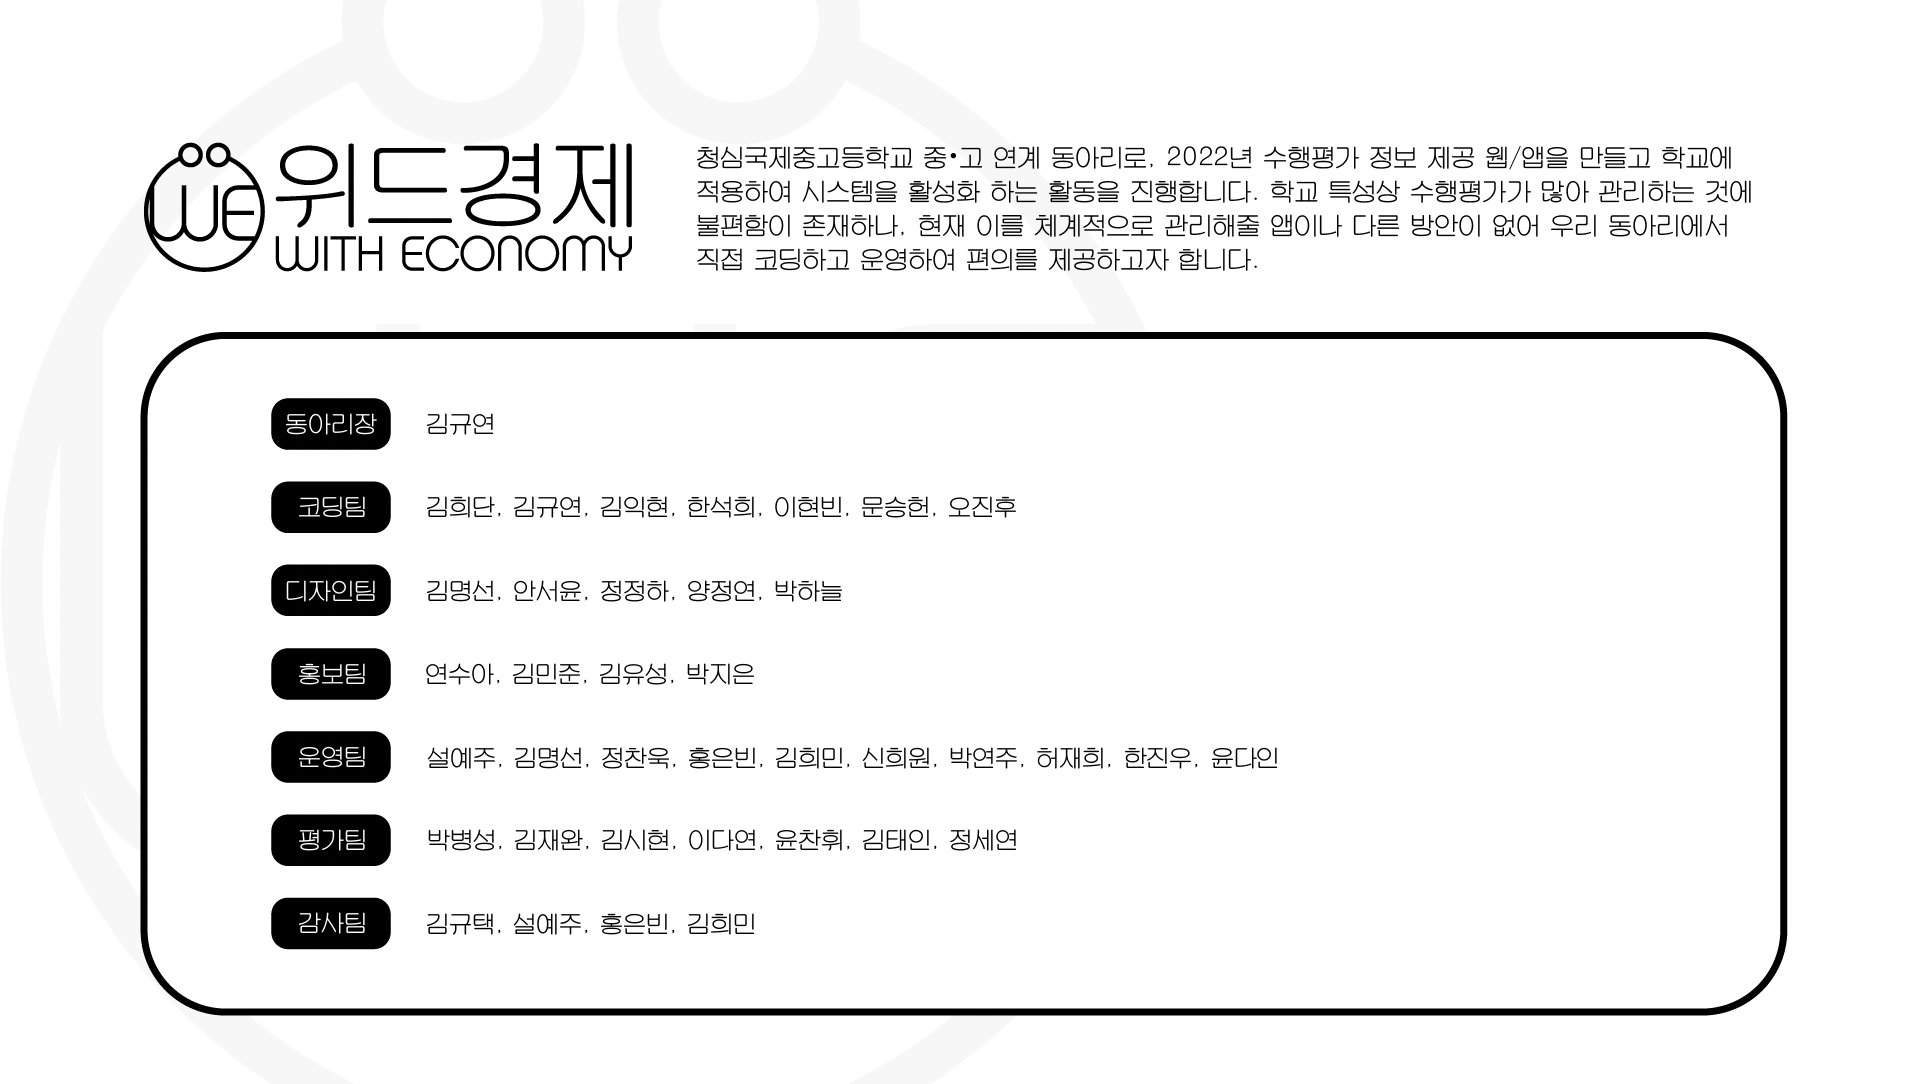 WE 위드경제
WITH ECONOMY
청심국제중고등학교 중•고 연계 동아리로, 2022년 수행평가 정보 제공 웹/앱을 만들고 학교에
적용하여 시스템을 활성화 하는 활동을 진행합니다. 학교 특성상 수행평가가 많아 관리하는 것에
불편함이 존재하나, 현재 이를 체계적으로 관리해줄 앱이나 다른 방안이 없어 우리 동아리에서
직접 코딩하고 운영하여 편의를 제공하고자 합니다.
동아리장 김규연
코딩팀 김희단, 김규연, 김익현, 한석희, 이현빈, 문승헌, 오진후
디자인팀 김명선, 안서윤, 정정하, 양정연, 박하늘
홍보팀 연수아, 김민준, 김유성, 박지은
운영팀 설예주, 김명선, 정찬욱, 홍은빈, 김희민, 신희원, 박연주, 허재희, 한진우, 윤다인
평가팀 박병성, 김재완, 김시현, 이다연, 윤찬휘, 김태인, 정세연
감사팀 김규택, 설예주, 홍은빈, 김희민